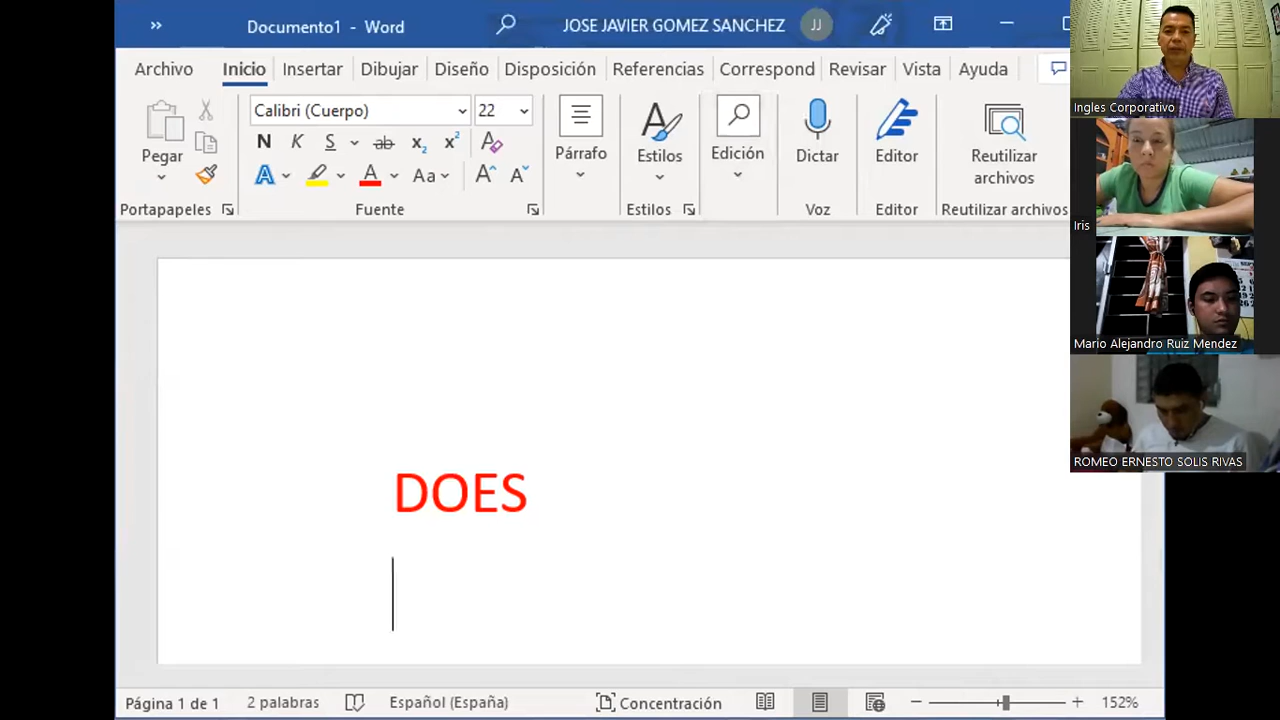 »
Documento1 - Word
JOSE JAVIER GOMEZ SANCHEZ
JJ
Archivo
Inicio
Insertar
Dibujar
Diseño
Disposición
Referencias
Correspond
Revisar
Vista
Ayuda
Pegar
Portapapeles
Calibri (Cuerpo)
22
N K S ab x₂ x²
A A Aa A A
Fuente
Párrafo
Estilos
Estilos
Edición
Dictar
Voz
Editor
Editor
Reutilizar
archivos
Reutilizar archivos
DOES
Página 1 de 1
2 palabras
Español (España)
Concentración
152%
Ingles Corporativo
Iris
Mario Alejandro Ruiz Mendez
ROMEO ERNESTO SOLIS RIVAS